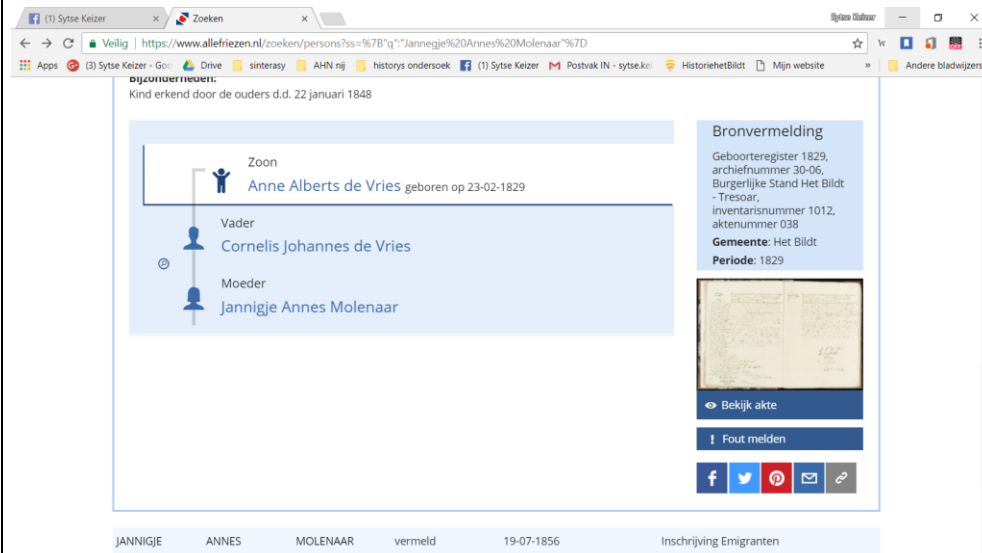 (1) Sytse Keizer
Zoeken
Sytse Keizer
Veilig | https://www.allefriezen.nl/zoeken/persons?ss=%7B"q":"Jannegje%20Annes%20Molenaar"%7D
Apps
(3) Sytse Keizer - Goo
Drive
sinterasy
AHN nij
historys ondersoek
(1) Sytse Keizer
Postvak IN - sytse.kei
HistoriehetBildt
Mijn website
»
Andere bladwijzers
Bijzonderheden:
Kind erkend door de ouders d.d. 22 januari 1848
Zoon
Anne Alberts de Vries geboren op 23-02-1829
Vader
Cornelis Johannes de Vries
Moeder
Jannigje Annes Molenaar
Bronvermelding
Geboorteregister 1829,
archiefnummer 30-06,
Burgerlijke Stand Het Bildt
- Tresoar,
inventarisnummer 1012,
aktenummer 038
Gemeente: Het Bildt
Periode: 1829
Bekijk akte
! Fout melden
JANNIGJE ANNES MOLENAAR vermeld 19-07-1856 Inschrijving Emigranten